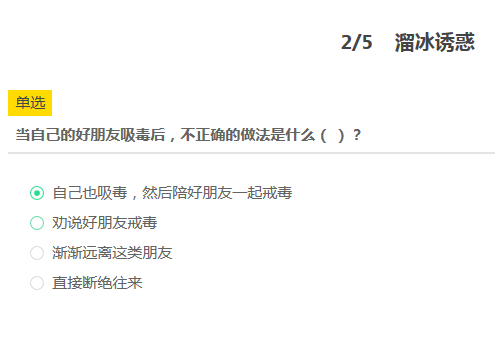 2/5 溜冰诱惑
单选
当自己的好朋友吸毒后，不正确的做法是什么（ ）？
自己也吸毒，然后陪好朋友一起戒毒
劝说好朋友戒毒
渐渐远离这类朋友
直接断绝往来